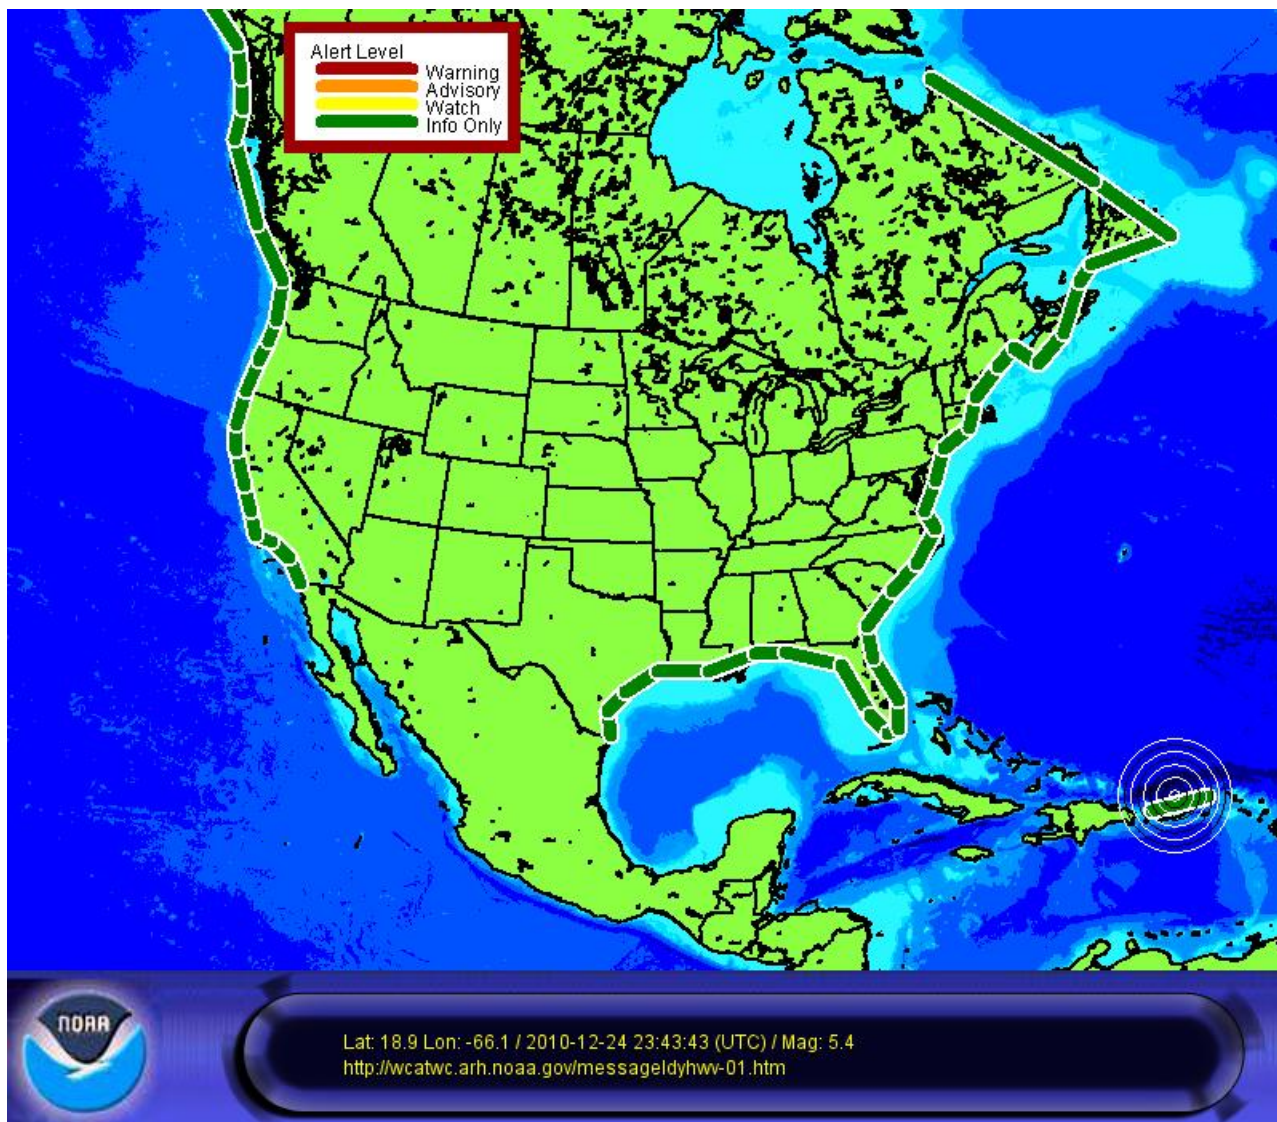 Alert Level
Warning
Advisory
Watch
Info Only
NOAA
Lat: 18.9 Lon: -66.1 / 2010-12-24 23:43:43 (UTC) / Mag: 5.4
http://wcatwc.arh.noaa.gov/messageldyhwv-01.htm